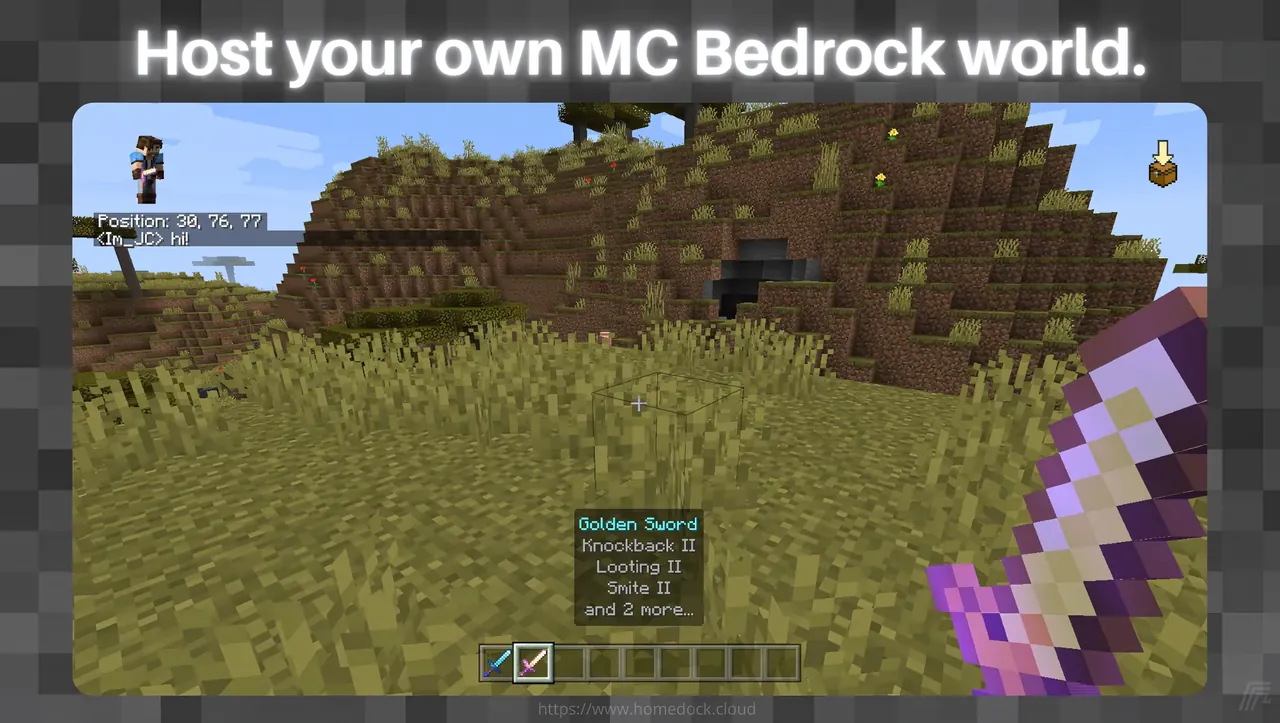 Host your own MC Bedrock world.
Position: 30, 76, 77
<Im_JC> hi!
Golden Sword
Knockback II
Looting II
Smite II
and 2 more...
https://www.homedock.cloud